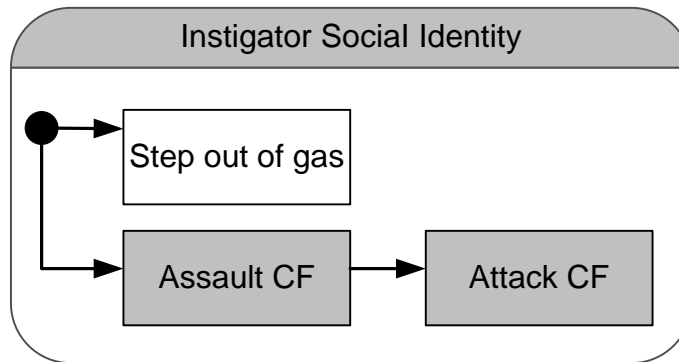 Instigator Social Identity
Step out of gas
Assault CF
Attack CF